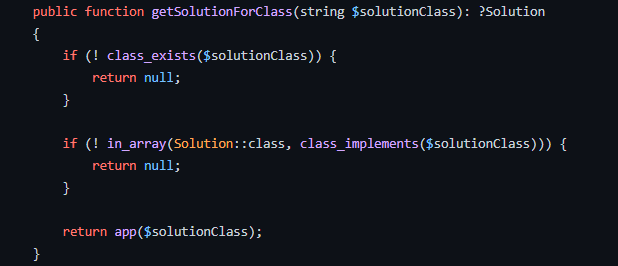 public function getSolutionForClass(string $solutionClass): ?Solution
{
    if (! class_exists($solutionClass)) {
        return null;
    }

    if (! in_array(Solution::class, class_implements($solutionClass))) {
        return null;
    }

    return app($solutionClass);
}